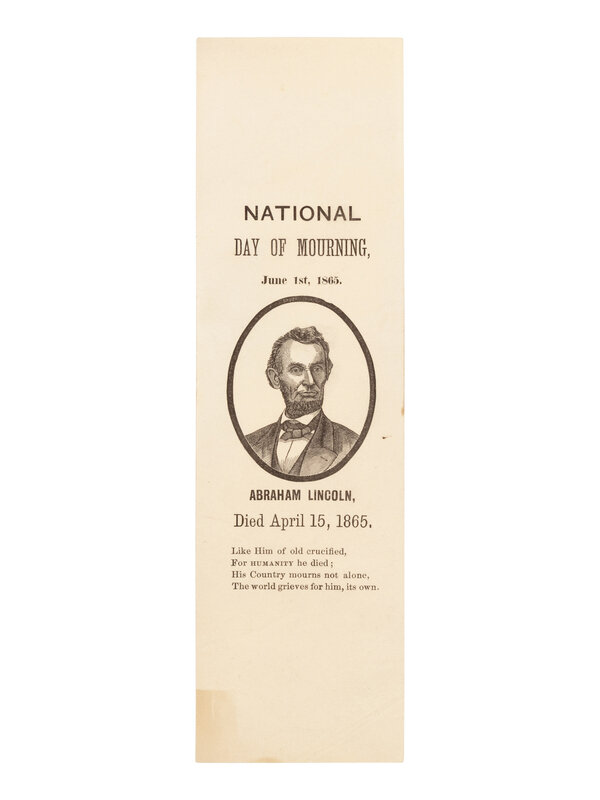 NATIONAL
DAY OF MOURNING,
June 1st, 1865.
ABRAHAM LINCOLN,
Died April 15, 1865.
Like Him of old crucified,
For HUMANITY he died;
His Country mourns not alone,
The world grieves for him, its own.